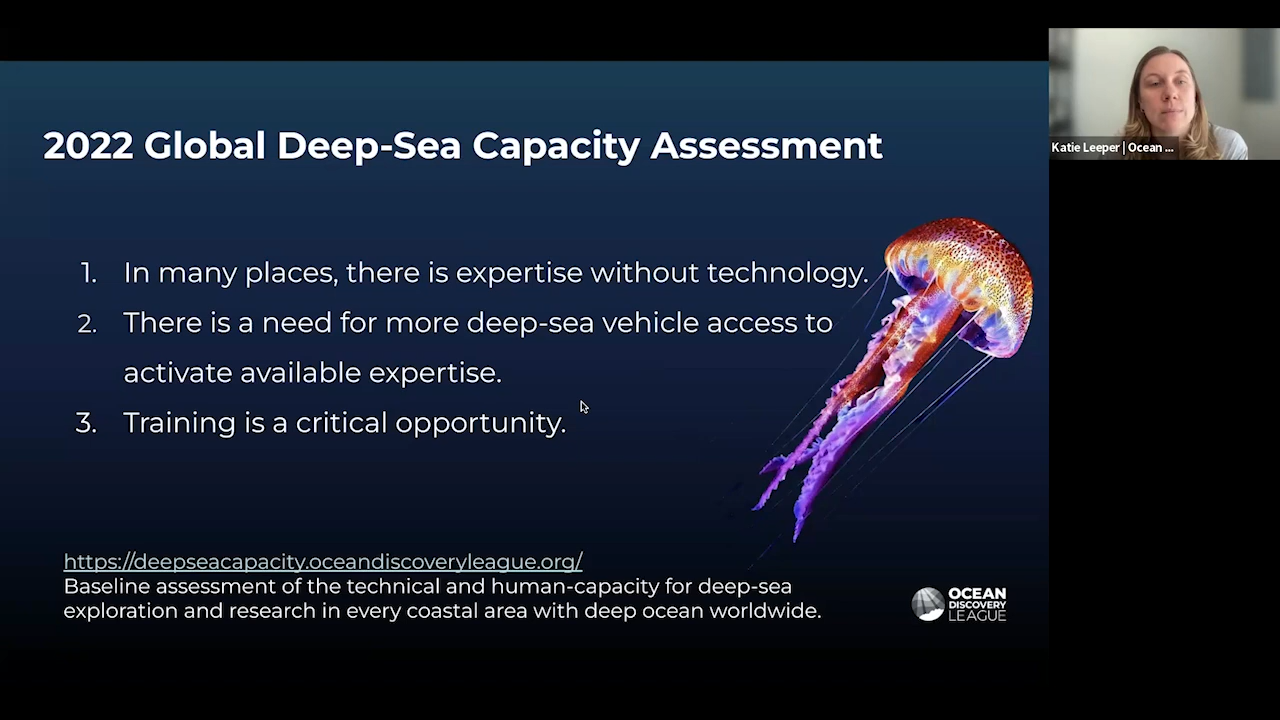 2022 Global Deep-Sea Capacity Assessment
1. In many places, there is expertise without technology.
2. There is a need for more deep-sea vehicle access to
activate available expertise.
3. Training is a critical opportunity.
https://deepseacapacity.oceandiscoveryleague.org/
Baseline assessment of the technical and human-capacity for deep-sea
exploration and research in every coastal area with deep ocean worldwide.
OCEAN
DISCOVERY
LEAGUE
Katie Leeper | Ocean ...